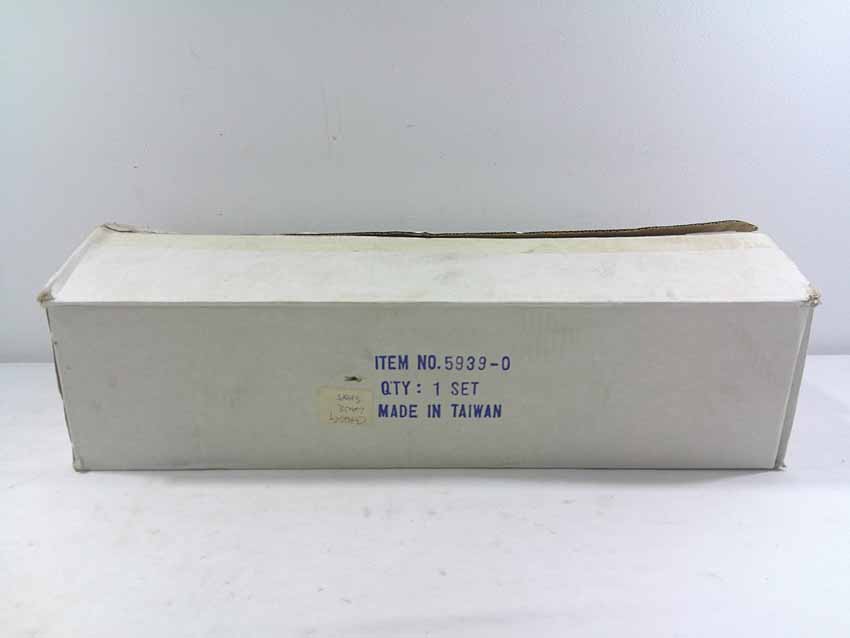 ITEM NO. 5939-0
QTY: 1 SET
MADE IN TAIWAN